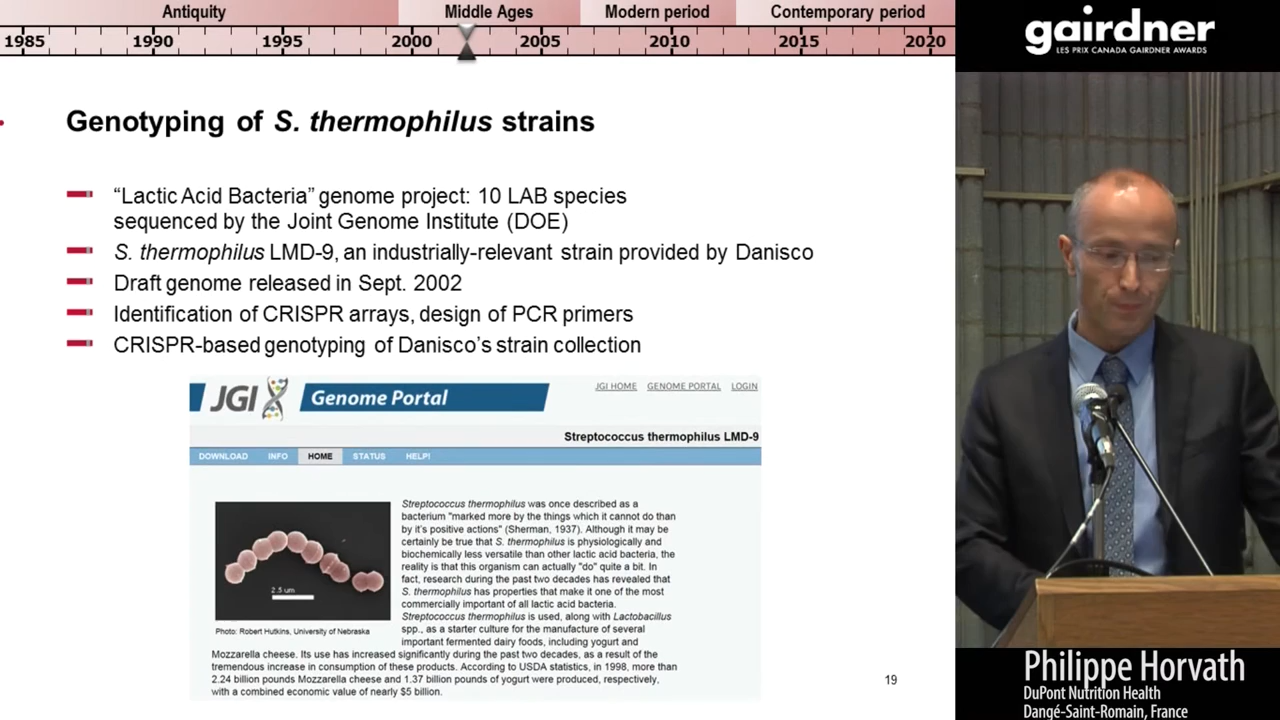 Antiquity
Middle Ages
Modern period
Contemporary period
1985
1990
1995
2000
2005
2010
2015
2020
Genotyping of S. thermophilus strains
“Lactic Acid Bacteria” genome project: 10 LAB species
sequenced by the Joint Genome Institute (DOE)
S. thermophilus LMD-9, an industrially-relevant strain provided by Danisco
Draft genome released in Sept. 2002
Identification of CRISPR arrays, design of PCR primers
CRISPR-based genotyping of Danisco’s strain collection
JGI
Genome Portal
JGI HOME
GENOME PORTAL
LOGIN
Streptococcus thermophilus LMD-9
DOWNLOAD
INFO
HOME
STATUS
HELP!
Streptococcus thermophilus was once described as a
bacterium "marked more by the things which it cannot do than
by it's positive actions" (Sherman, 1937). Although it may be
certainly be true that S. thermophilus is physiologically and
biochemically less versatile than other lactic acid bacteria, the
reality is that this organism can actually "do" quite a bit. In
fact, research during the past two decades has revealed that
S. thermophilus has properties that make it one of the most
commercially important of all lactic acid bacteria.
Streptococcus thermophilus is used, along with Lactobacillus
spp., as a starter culture for the manufacture of several
important fermented dairy foods, including yogurt and
Mozzarella cheese. Its use has increased significantly during the past two decades, as a result of the
tremendous increase in consumption of these products. According to USDA statistics, in 1998, more than
2.24 billion pounds Mozzarella cheese and 1.37 billion pounds of yogurt were produced, respectively,
with a combined economic value of nearly $5 billion.
2.5 um
Photo: Robert Hutkins, University of Nebraska
19
gairdner
LES PRIX CANADA GAIRDNER AWARDS
Philippe Horvath
DuPont Nutrition Health
Dangé-Saint-Romain, France